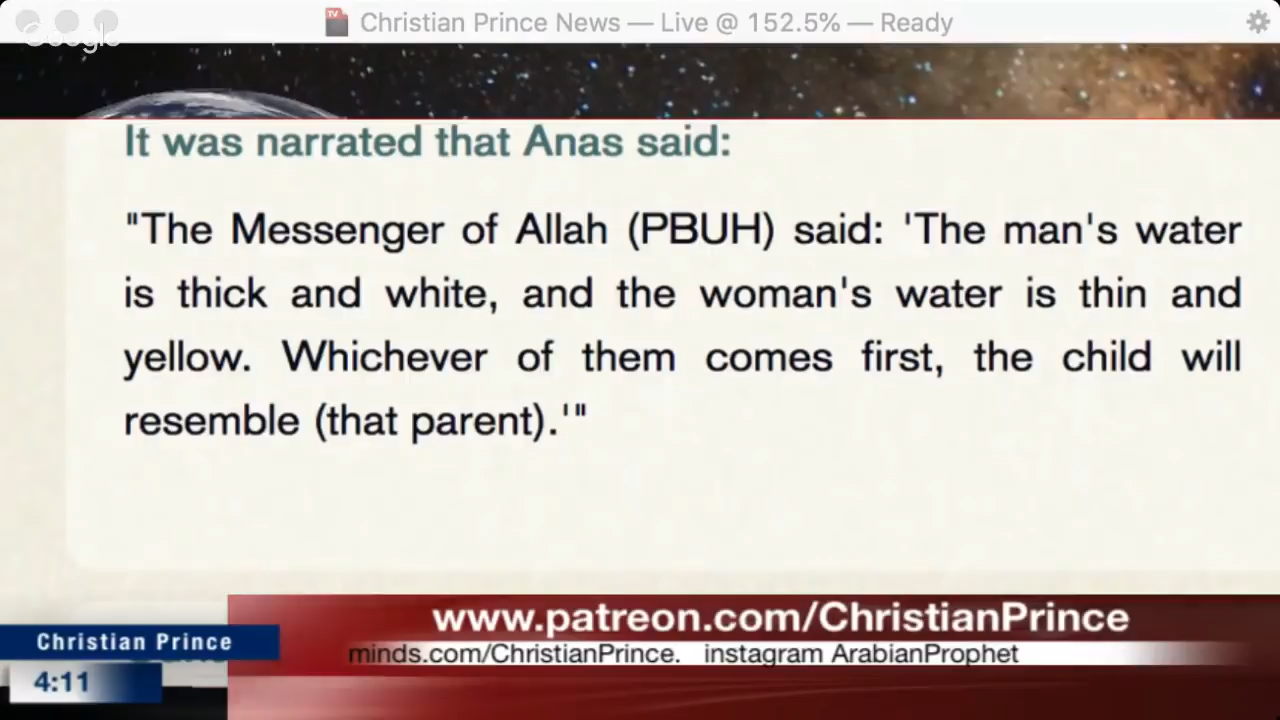 Christian Prince News — Live @ 152.5% — Ready
Google
It was narrated that Anas said:
"The Messenger of Allah (PBUH) said: 'The man's water
is thick and white, and the woman's water is thin and
yellow. Whichever of them comes first, the child will
resemble (that parent).'"
www.patreon.com/ChristianPrince
Christian Prince
minds.com/ChristianPrince. instagram ArabianProphet
4:11